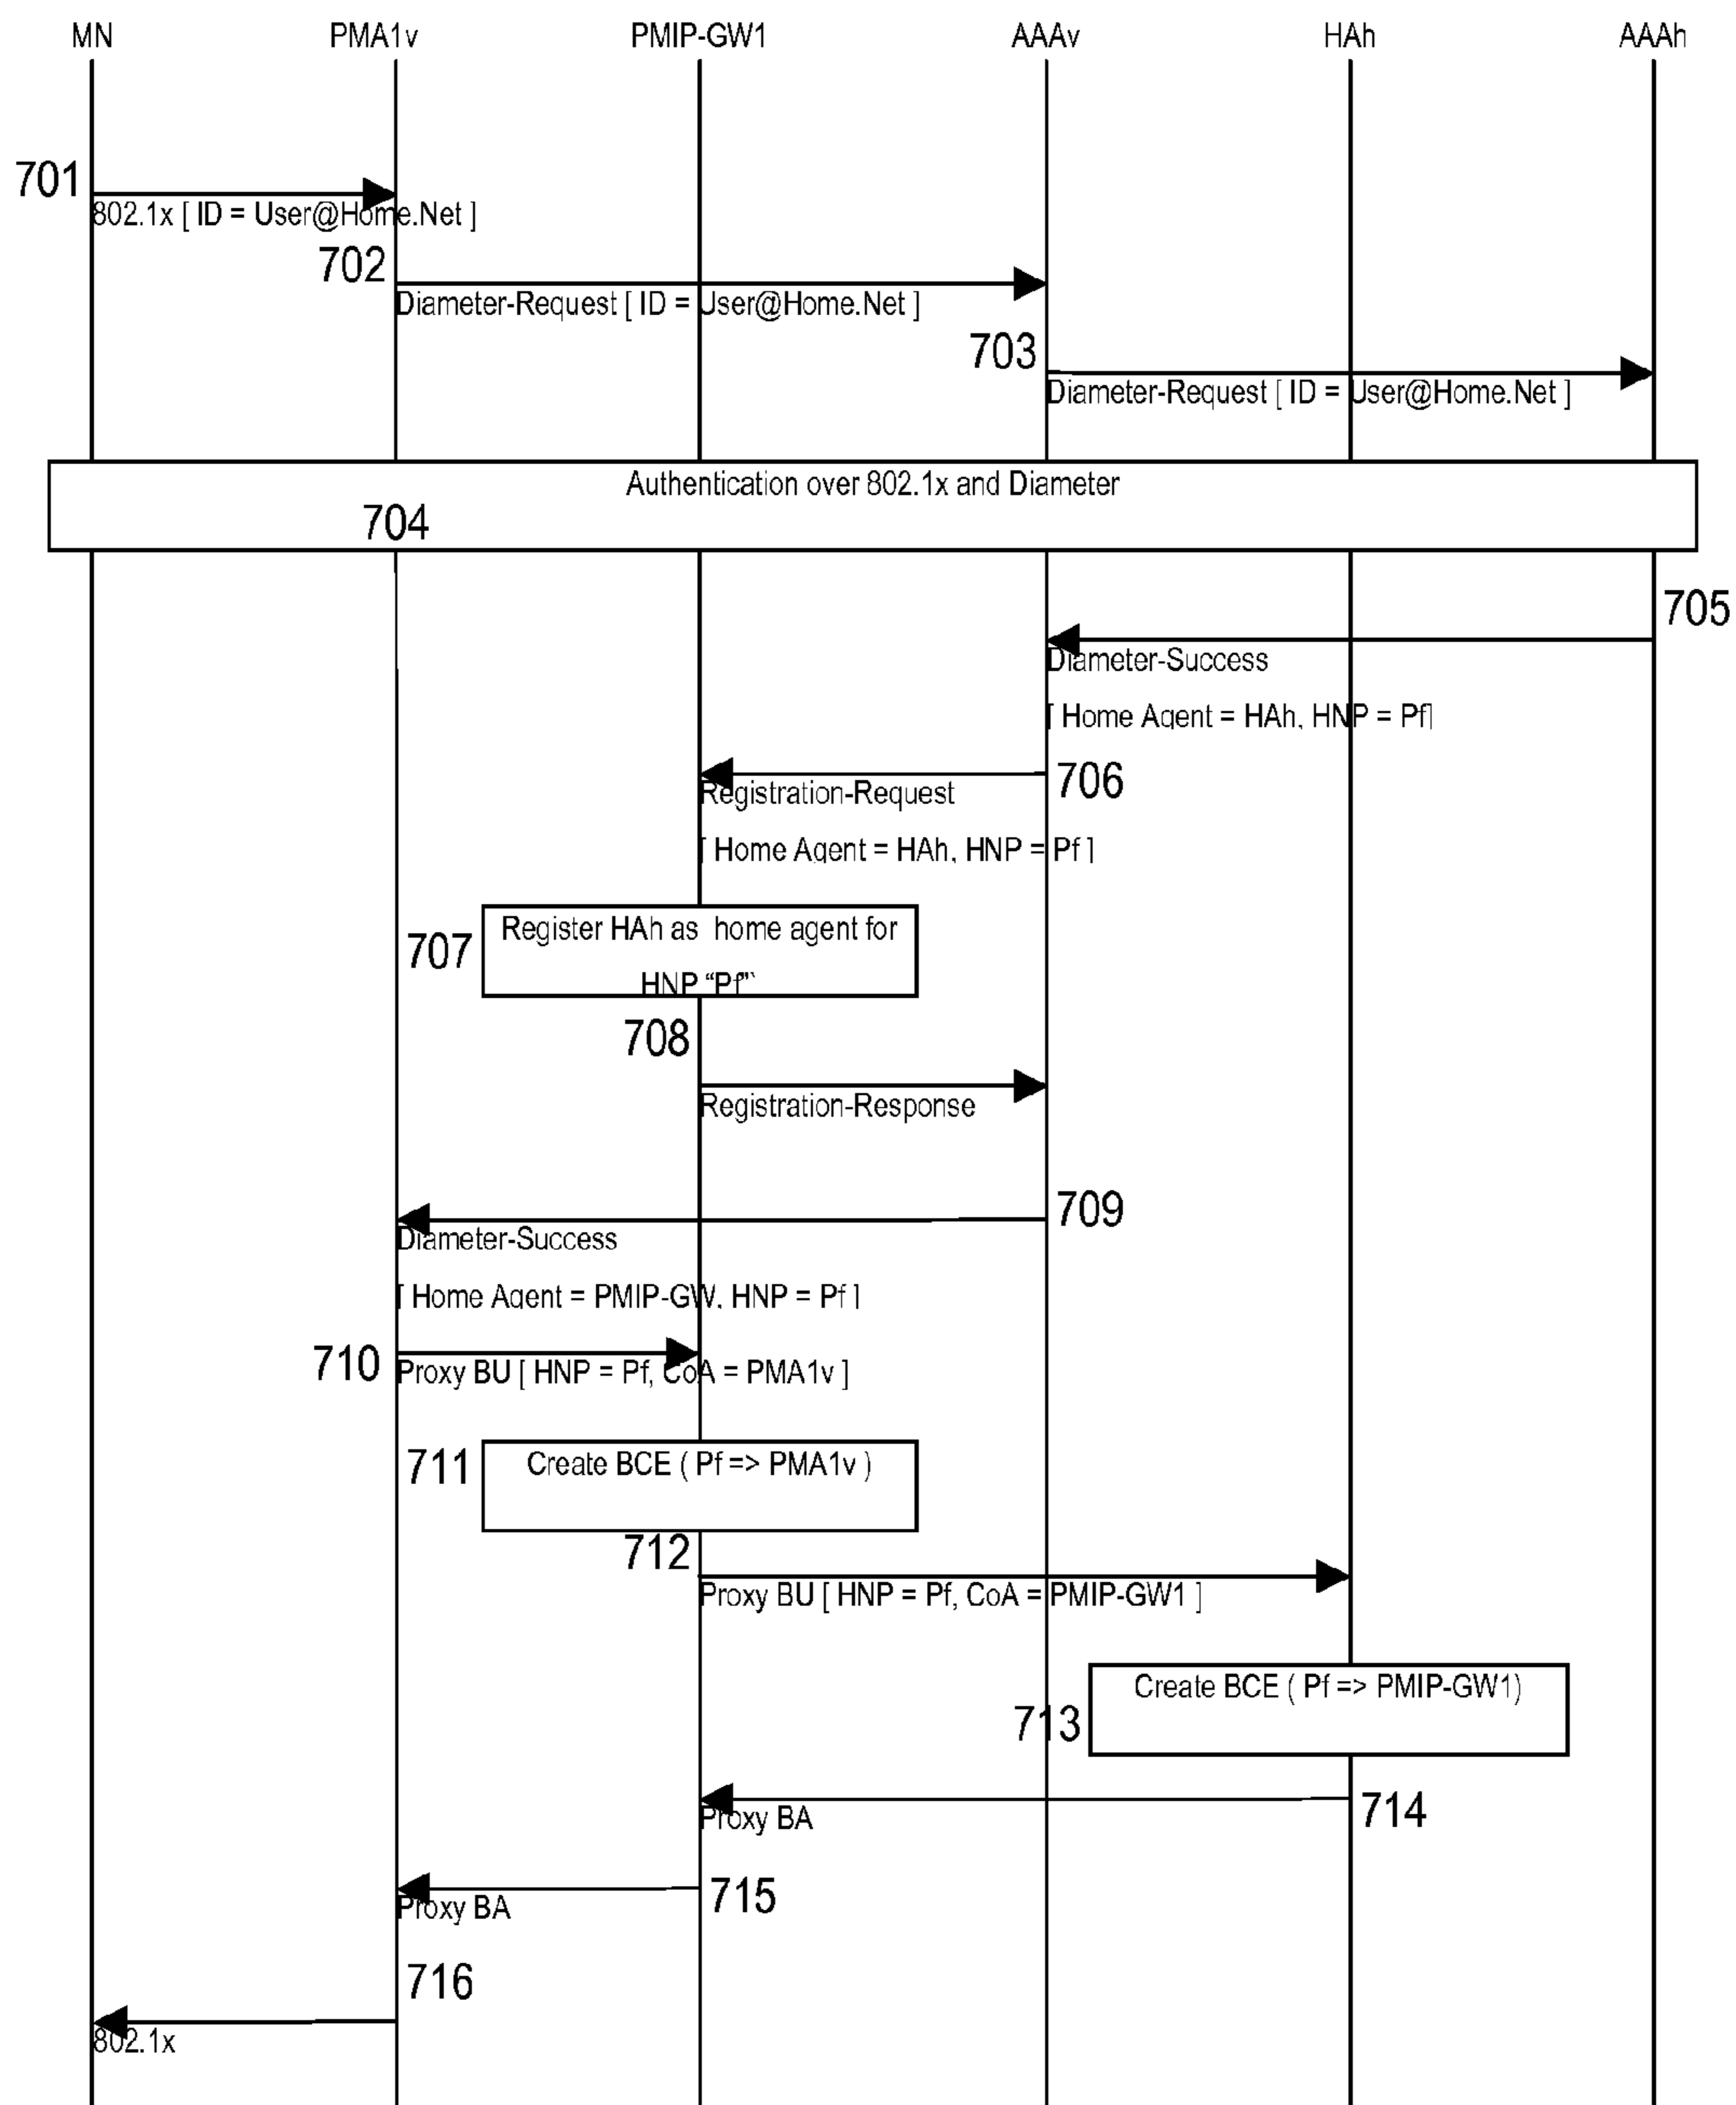 MN PMA1v PMIP-GW1 AAAv HAh AAAh
701
802.1x [ ID = User@Home.Net ]
702
Diameter-Request [ ID = User@Home.Net ]
703
Diameter-Request [ ID = User@Home.Net ]
Authentication over 802.1x and Diameter
704
705
Diameter-Success
[ Home Agent = HAh, HNP = Pf]
706
Registration-Request
[ Home Agent = HAh, HNP = Pf ]
707
Register HAh as home agent for
HNP “Pf”`
708
Registration-Response
709
Diameter-Success
[ Home Agent = PMIP-GW, HNP = Pf ]
710
Proxy BU [ HNP = Pf, CoA = PMA1v ]
711
Create BCE ( Pf => PMA1v )
712
Proxy BU [ HNP = Pf, CoA = PMIP-GW1 ]
Create BCE ( Pf => PMIP-GW1)
713
714
Proxy BA
715
Proxy BA
716
802.1x